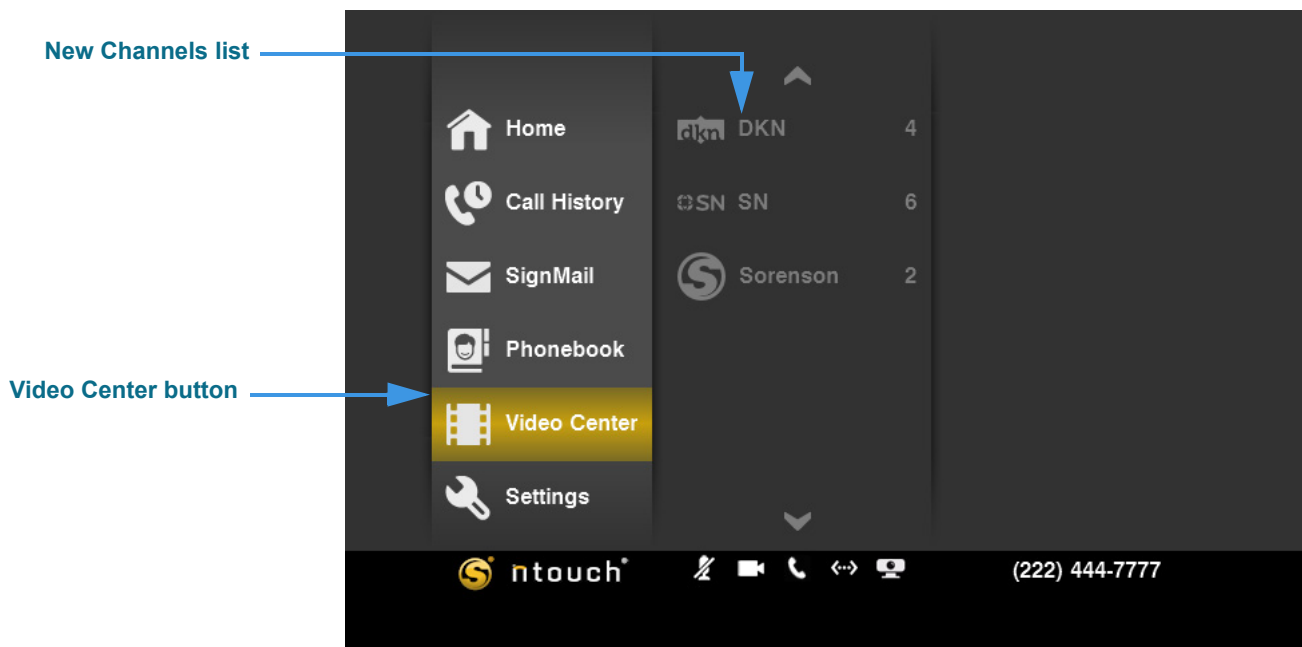 New Channels list
Home
dkn DKN 4
Call History
SN SN 6
SignMail
S Sorenson 2
Phonebook
Video Center button
Video Center
Settings
S ntouch® (222) 444-7777